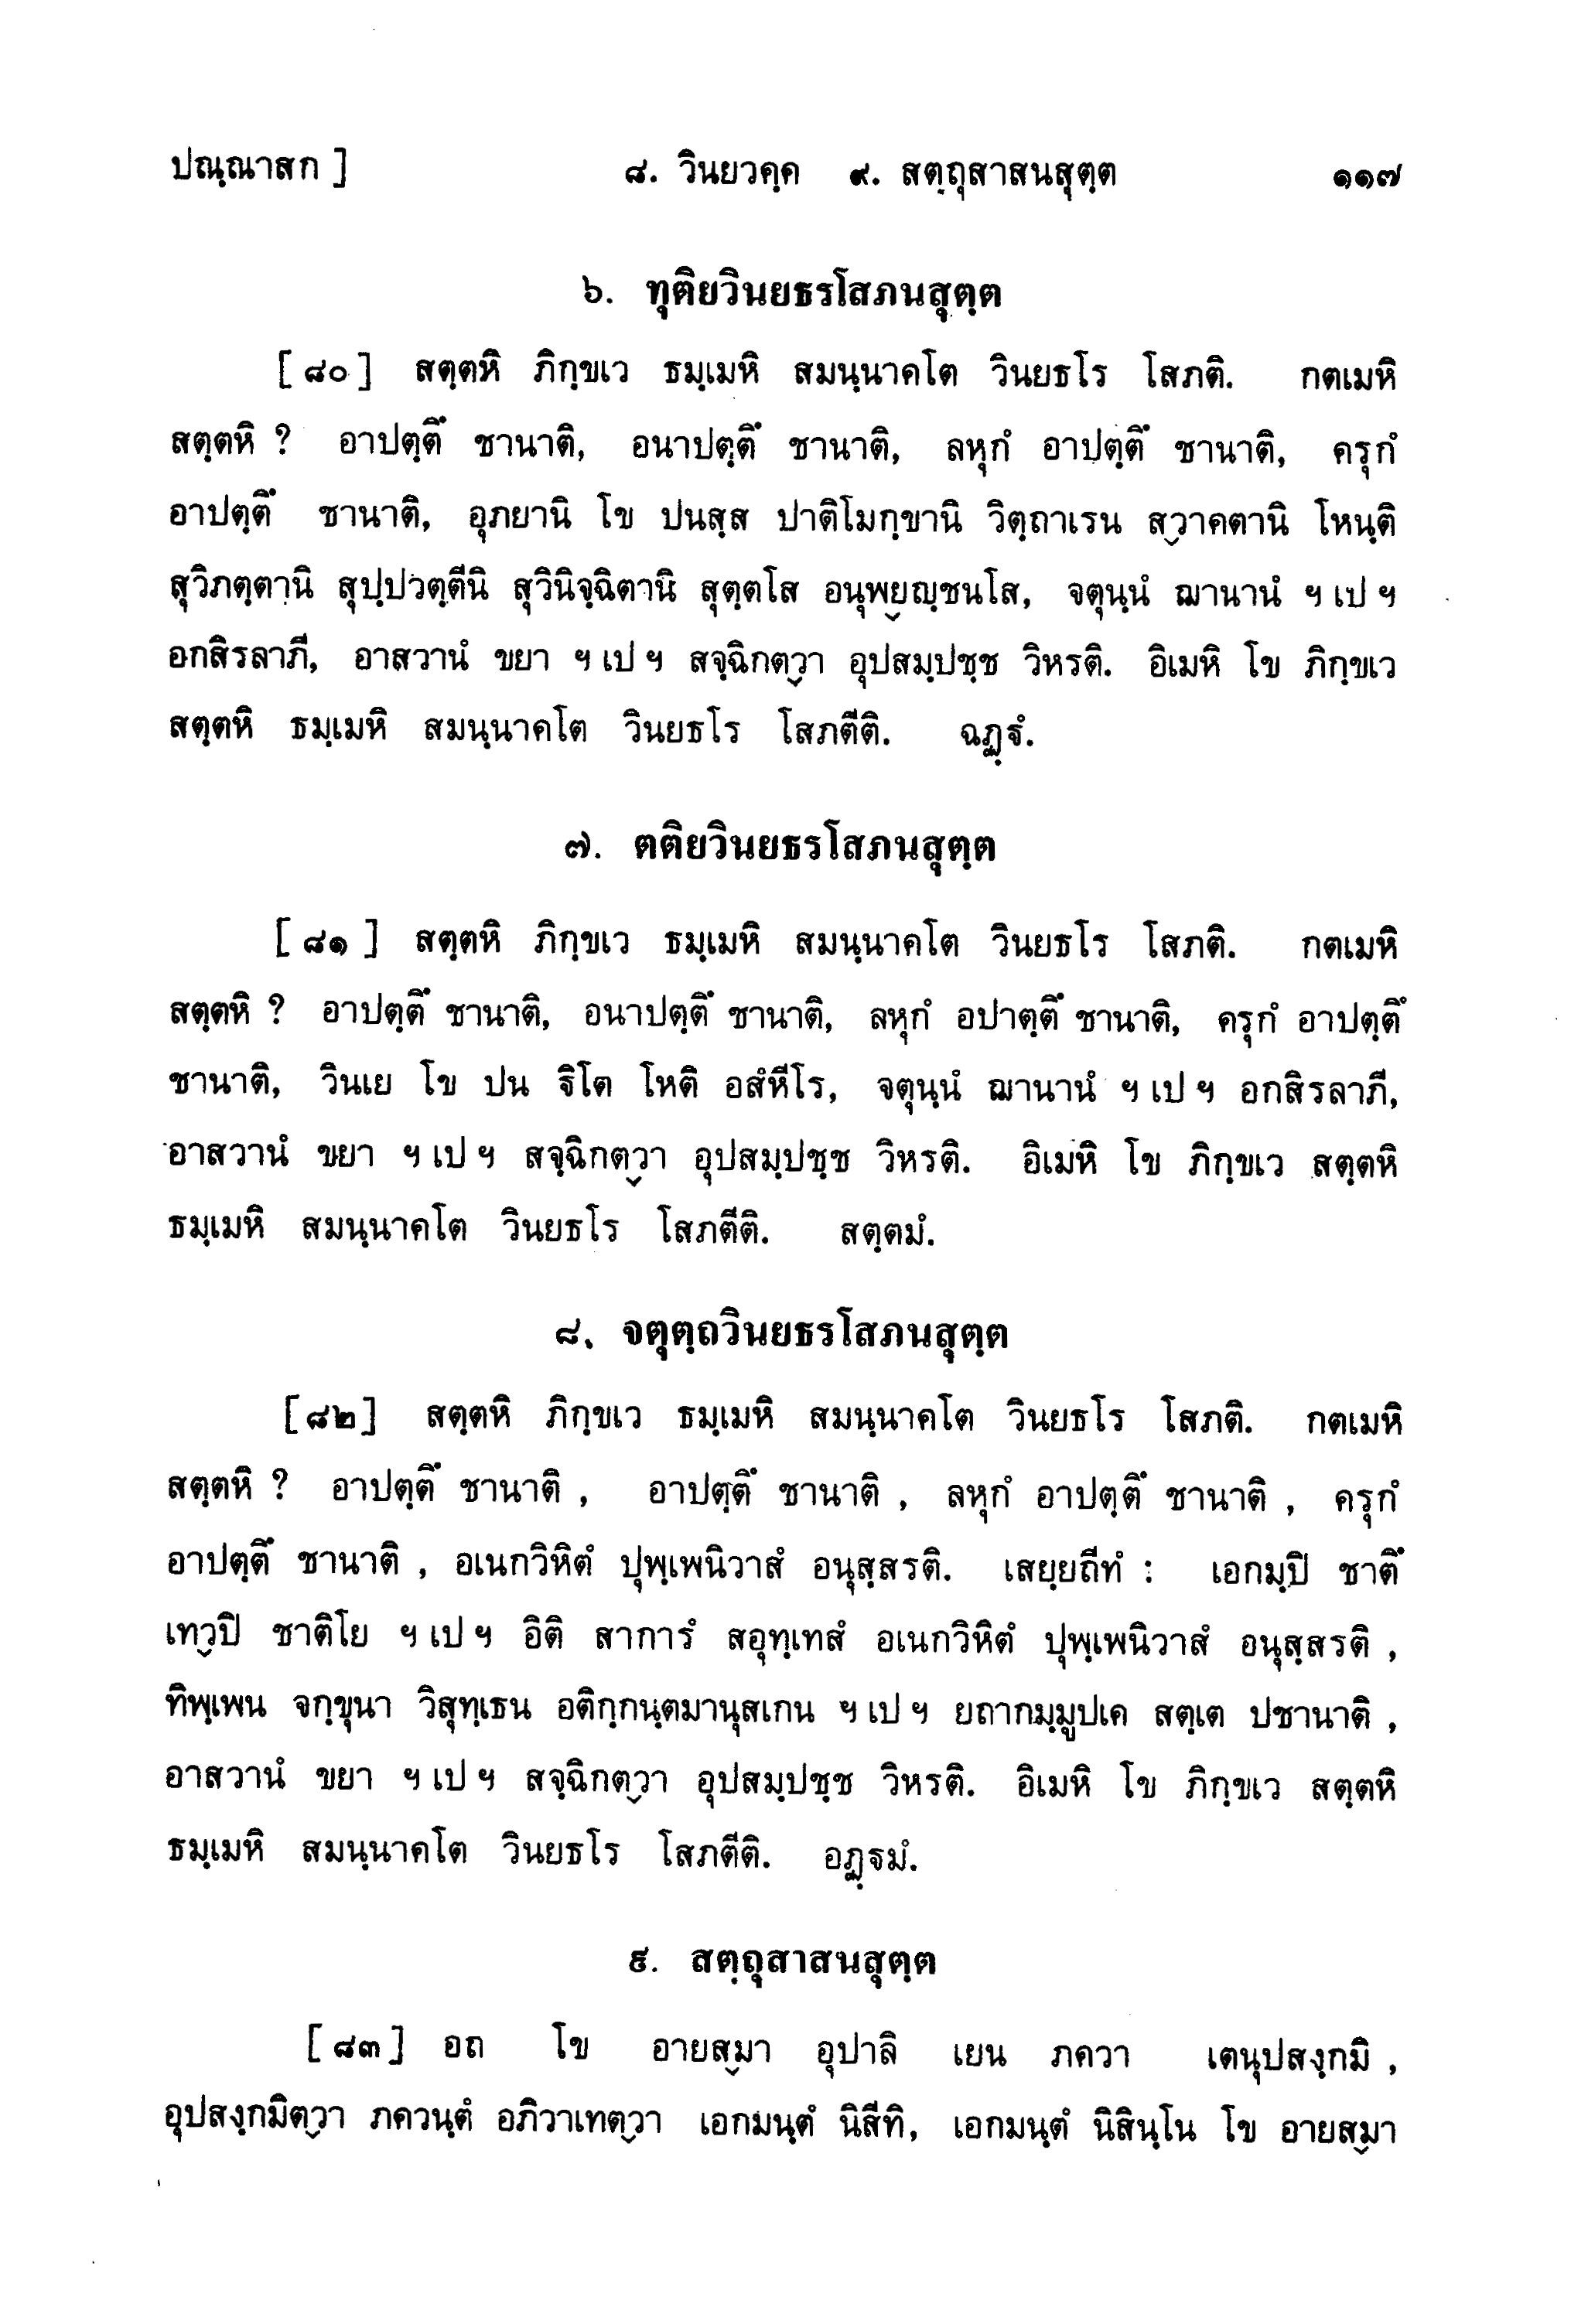 ปณฺณาสก ]
๘. วินยวคฺค ๙. สตฺถุสาสนสุตฺต
๑๑๗
๖. ทุติยวินยธรโสภนสุตฺต
[ ๘๐ ] สตฺตหิ ภิกฺขเว ธมฺเมหิ สมนฺนาคโต วินยธโร โสภติ. กตเมหิ
สตฺตหิ ? อาปตฺตึ ชานาติ, อนาปตฺตึ ชานาติ, ลหุกํ อาปตฺตึ ชานาติ, ครุกํ
อาปตฺตึ ชานาติ, อุภยานิ โข ปนสฺส ปาติโมกฺขานิ วิตฺถาเรน สฺวาคตานิ โหนฺติ
สุวิภตฺตานิ สุปฺปวตฺตีนิ สุวินิจฺฉิตานิ สุตฺตโส อนุพฺยญฺชนโส, จตุนฺนํ ฌานานํ ฯ เป ฯ
อกสิรลาภี, อาสวานํ ขยา ฯ เป ฯ สจฺฉิกตฺวา อุปสมฺปชฺช วิหรติ. อิเมหิ โข ภิกฺขเว
สตฺตหิ ธมฺเมหิ สมนฺนาคโต วินยธโร โสภตีติ. ฉฏฺฐํ.
๗. ตติยวินยธรโสภนสุตฺต
[ ๘๑ ] สตฺตหิ ภิกฺขเว ธมฺเมหิ สมนฺนาคโต วินยธโร โสภติ. กตเมหิ
สตฺตหิ ? อาปตฺตึ ชานาติ, อนาปตฺตึ ชานาติ, ลหุกํ อปาตฺตึ ชานาติ, ครุกํ อาปตฺตึ
ชานาติ, วินเย โข ปน ฐิโต โหติ อสํหีโร, จตุนฺนํ ฌานานํ ฯ เป ฯ อกสิรลาภี,
อาสวานํ ขยา ฯ เป ฯ สจฺฉิกตฺวา อุปสมฺปชฺช วิหรติ. อิเมหิ โข ภิกฺขเว สตฺตหิ
ธมฺเมหิ สมนฺนาคโต วินยธโร โสภตีติ. สตฺตมํ.
๘. จตุตฺถวินยธรโสภนสุตฺต
[๘๒] สตฺตหิ ภิกฺขเว ธมฺเมหิ สมนฺนาคโต วินยธโร โสภติ. กตเมหิ
สตฺตหิ ? อาปตฺตึ ชานาติ , อาปตฺตึ ชานาติ , ลหุกํ อาปตฺตึ ชานาติ , ครุกํ
อาปตฺตึ ชานาติ , อเนกวิหิตํ ปุพฺเพนิวาสํ อนุสฺสรติ. เสยฺยถีทํ : เอกมฺปิ ชาตึ
เทฺวปิ ชาติโย ฯ เป ฯ อิติ สาการํ สอุทฺเทสํ อเนกวิหิตํ ปุพฺเพนิวาสํ อนุสฺสรติ ,
ทิพฺเพน จกฺขุนา วิสุทฺเธน อติกฺกนฺตมานุสเกน ฯ เป ฯ ยถากมฺมูปเค สตฺเต ปชานาติ ,
อาสวานํ ขยา ฯ เป ฯ สจฺฉิกตฺวา อุปสมฺปชฺช วิหรติ. อิเมหิ โข ภิกฺขเว สตฺตหิ
ธมฺเมหิ สมนฺนาคโต วินยธโร โสภตีติ. อฏฺฐมํ.
๙. สตฺถุสาสนสุตฺต
[ ๘๓ ] อถ โข อายสฺมา อุปาลิ เยน ภควา เตนุปสงฺกมิ ,
อุปสงฺกมิตฺวา ภควนฺตํ อภิวาเทตฺวา เอกมนฺตํ นิสีทิ, เอกมนฺตํ นิสินฺโน โข อายสฺมา